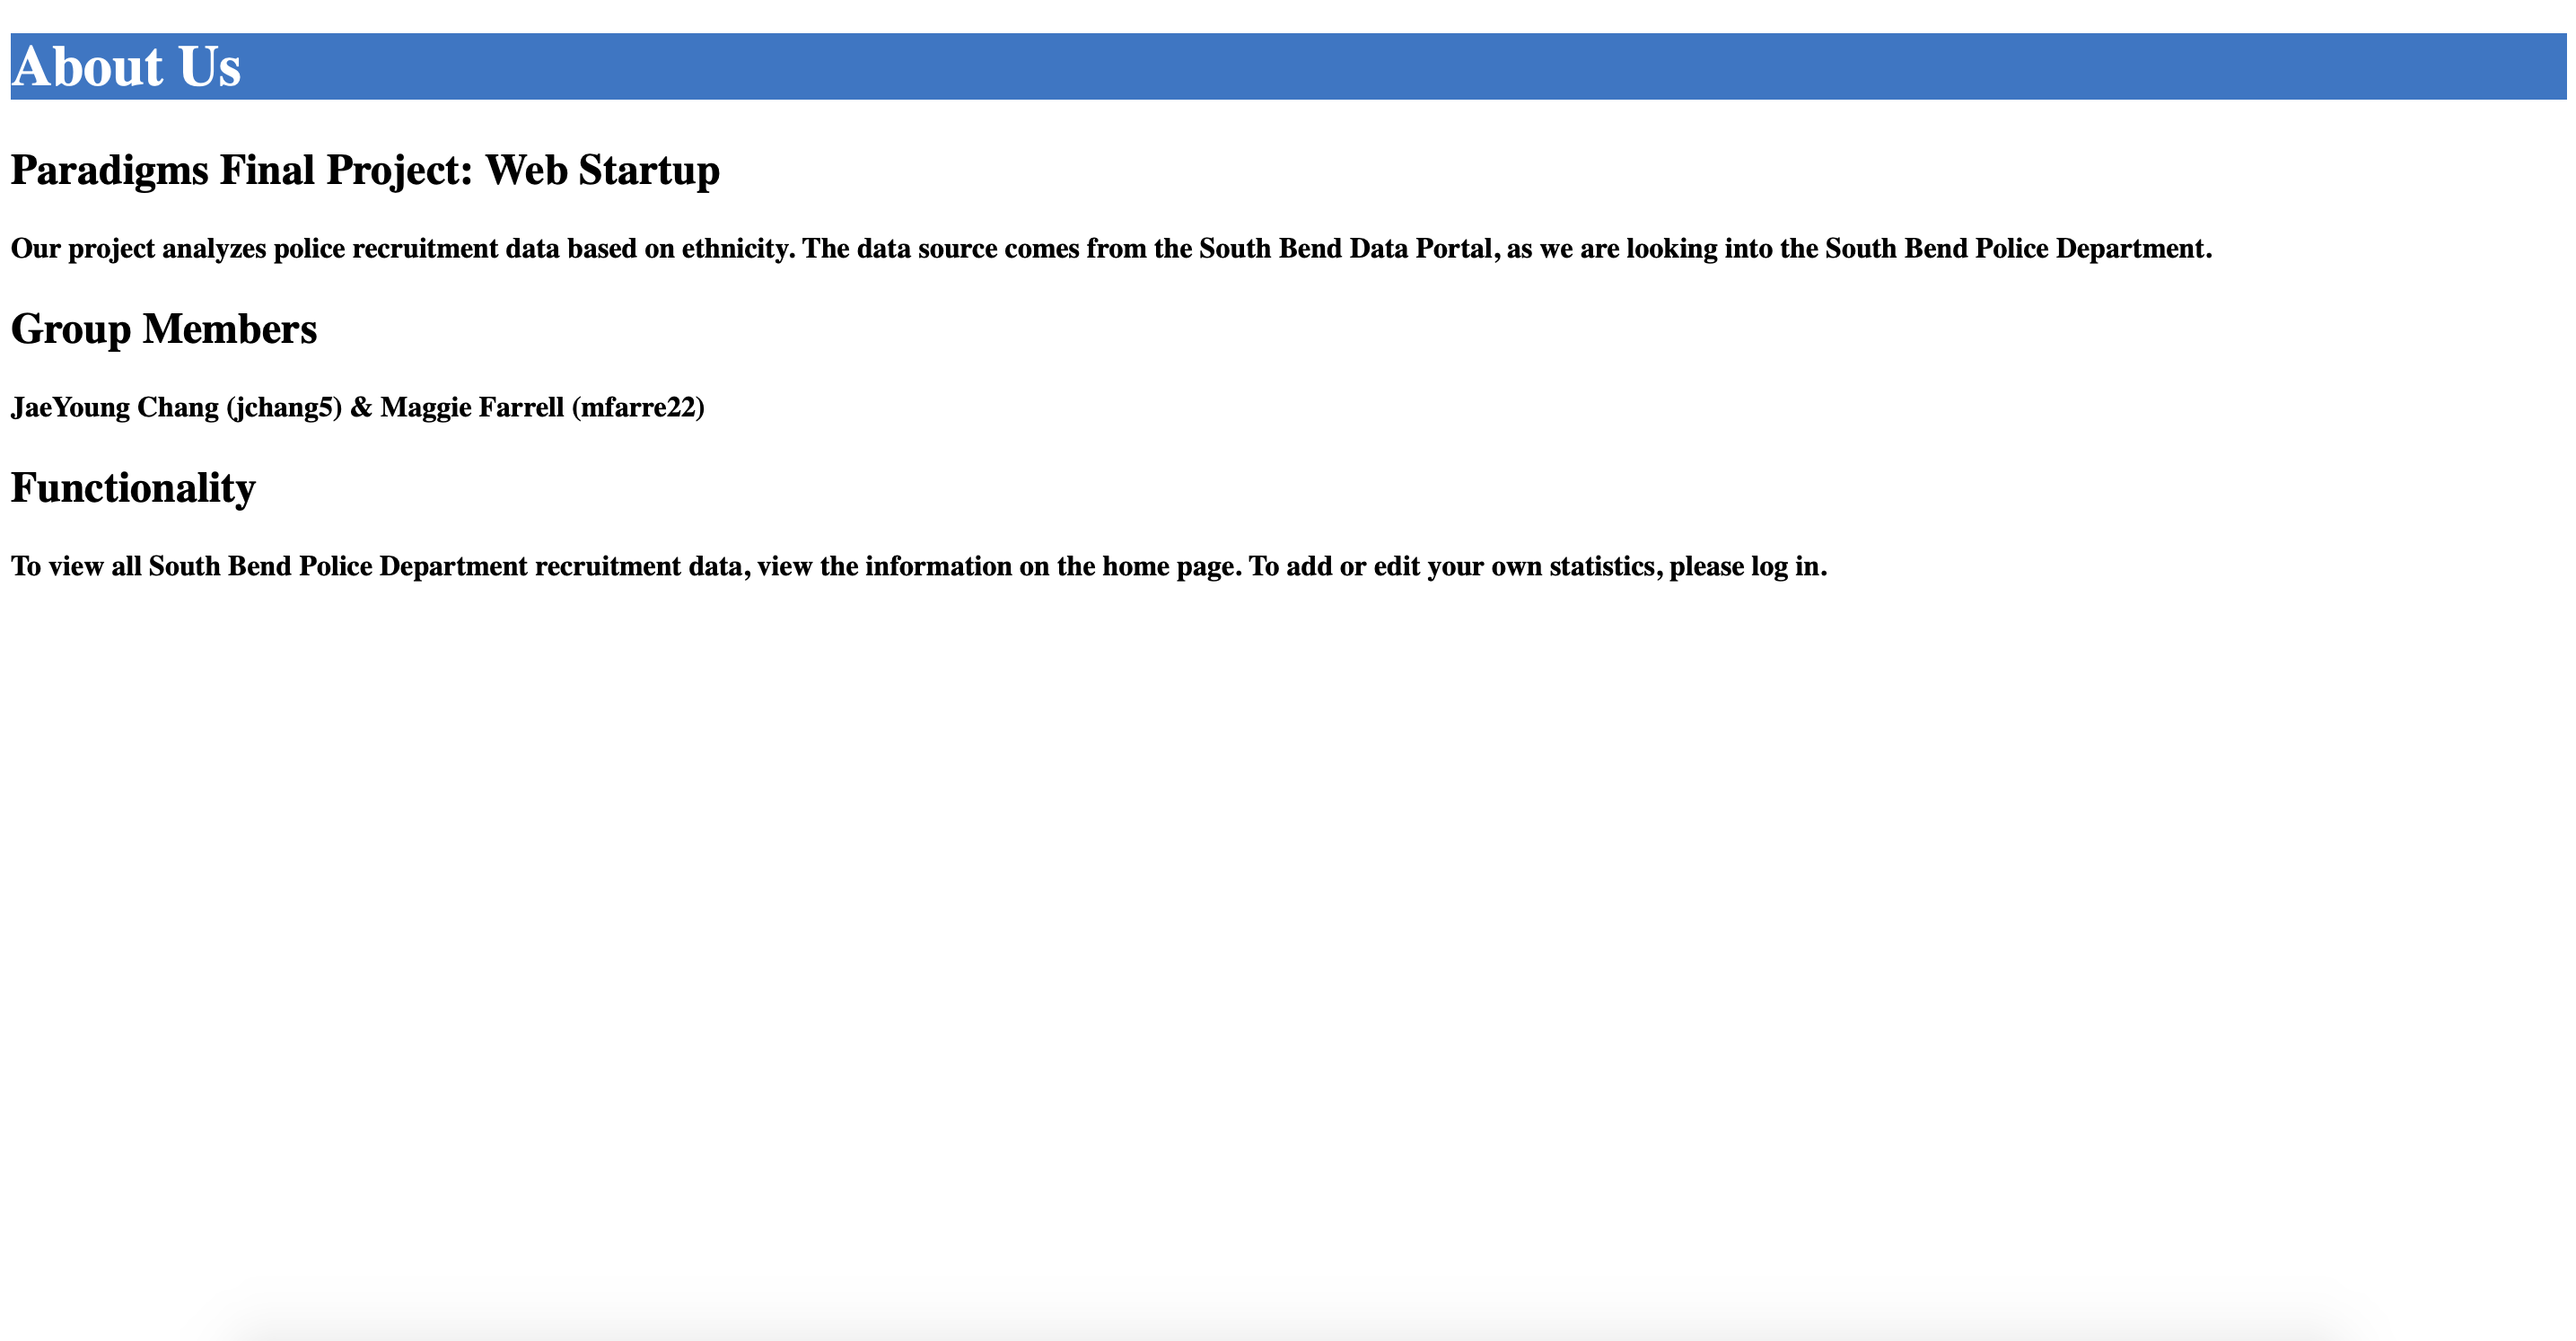 About Us
Paradigms Final Project: Web Startup
Our project analyzes police recruitment data based on ethnicity. The data source comes from the South Bend Data Portal, as we are looking into the South Bend Police Department.
Group Members
JaeYoung Chang (jchang5) & Maggie Farrell (mfarre22)
Functionality
To view all South Bend Police Department recruitment data, view the information on the home page. To add or edit your own statistics, please log in.